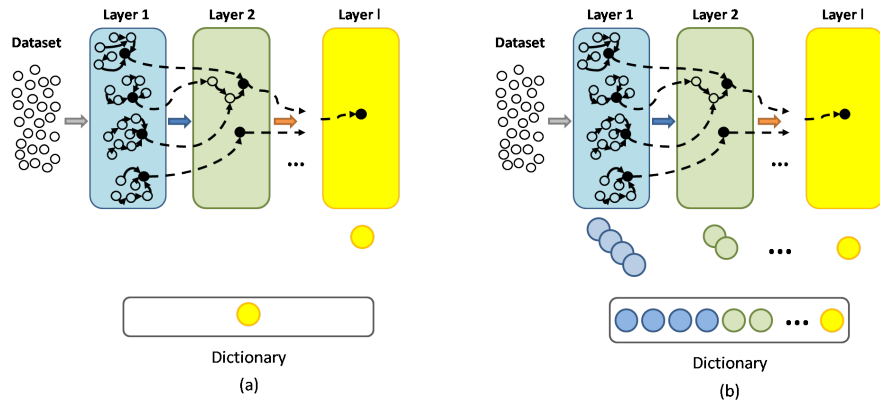 Layer 1
Layer 2
Layer l
Dataset
...
Dictionary
(a)
Layer 1
Layer 2
Layer l
Dataset
...
...
...
Dictionary
(b)